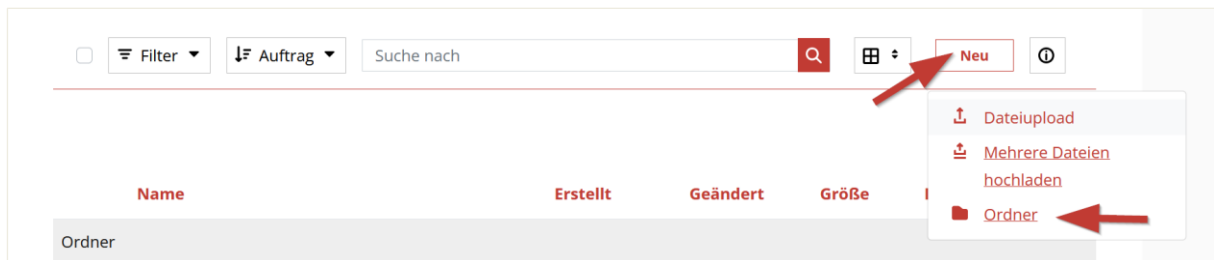 Filter Auftrag Suche nach Neu
Dateiupload
Mehrere Dateien
hochladen
Name Erstellt Geändert Größe
Ordner
Ordner